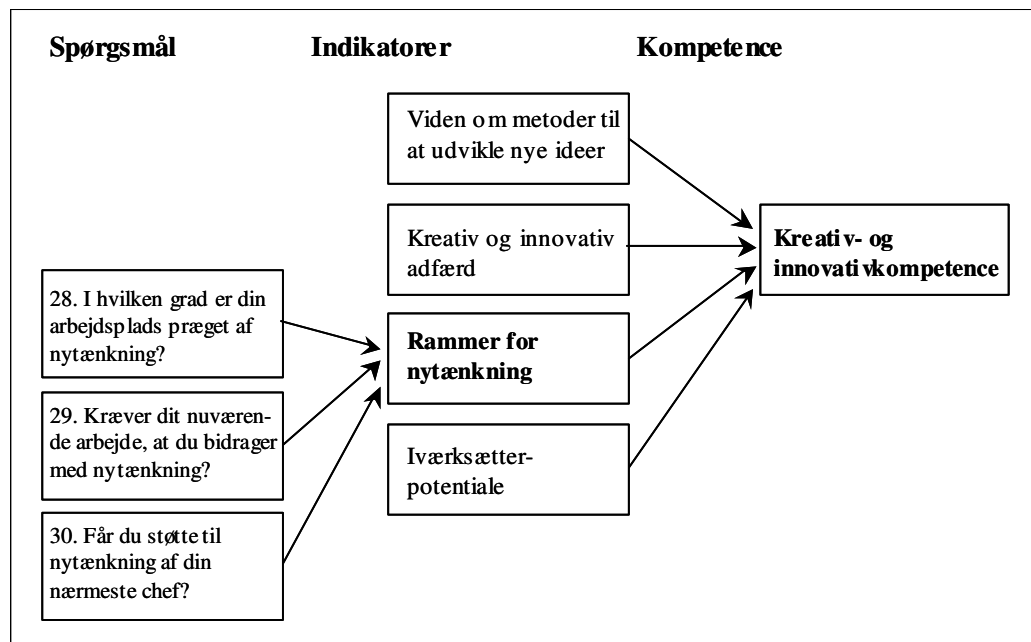 Spørgsmål
Indikatorer
Kompetence
28. I hvilken grad er din
arbejdsplads præget af
nytænkning?
29. Kræver dit nuværen-
de arbejde, at du bidrager
med nytænkning?
30. Får du støtte til
nytænkning af din
nærmeste chef?
Viden om metoder til
at udvikle nye ideer
Kreativ og innovativ
adfærd
Rammer for
nytænkning
Iværksætter-
potentiale
Kreativ- og
innovativkompetence